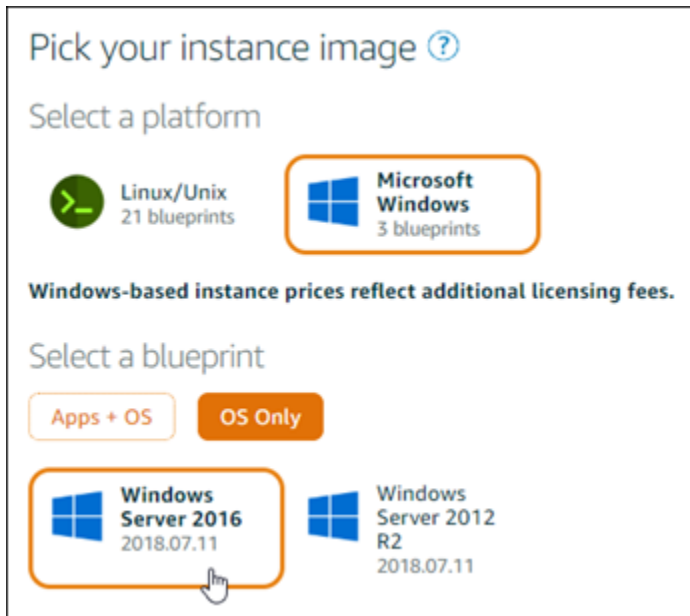 Pick your instance image ?
Select a platform
Linux/Unix
21 blueprints
Microsoft
Windows
3 blueprints
Windows-based instance prices reflect additional licensing fees.
Select a blueprint
Apps + OS
OS Only
Windows
Server 2016
2018.07.11
Windows
Server 2012
R2
2018.07.11